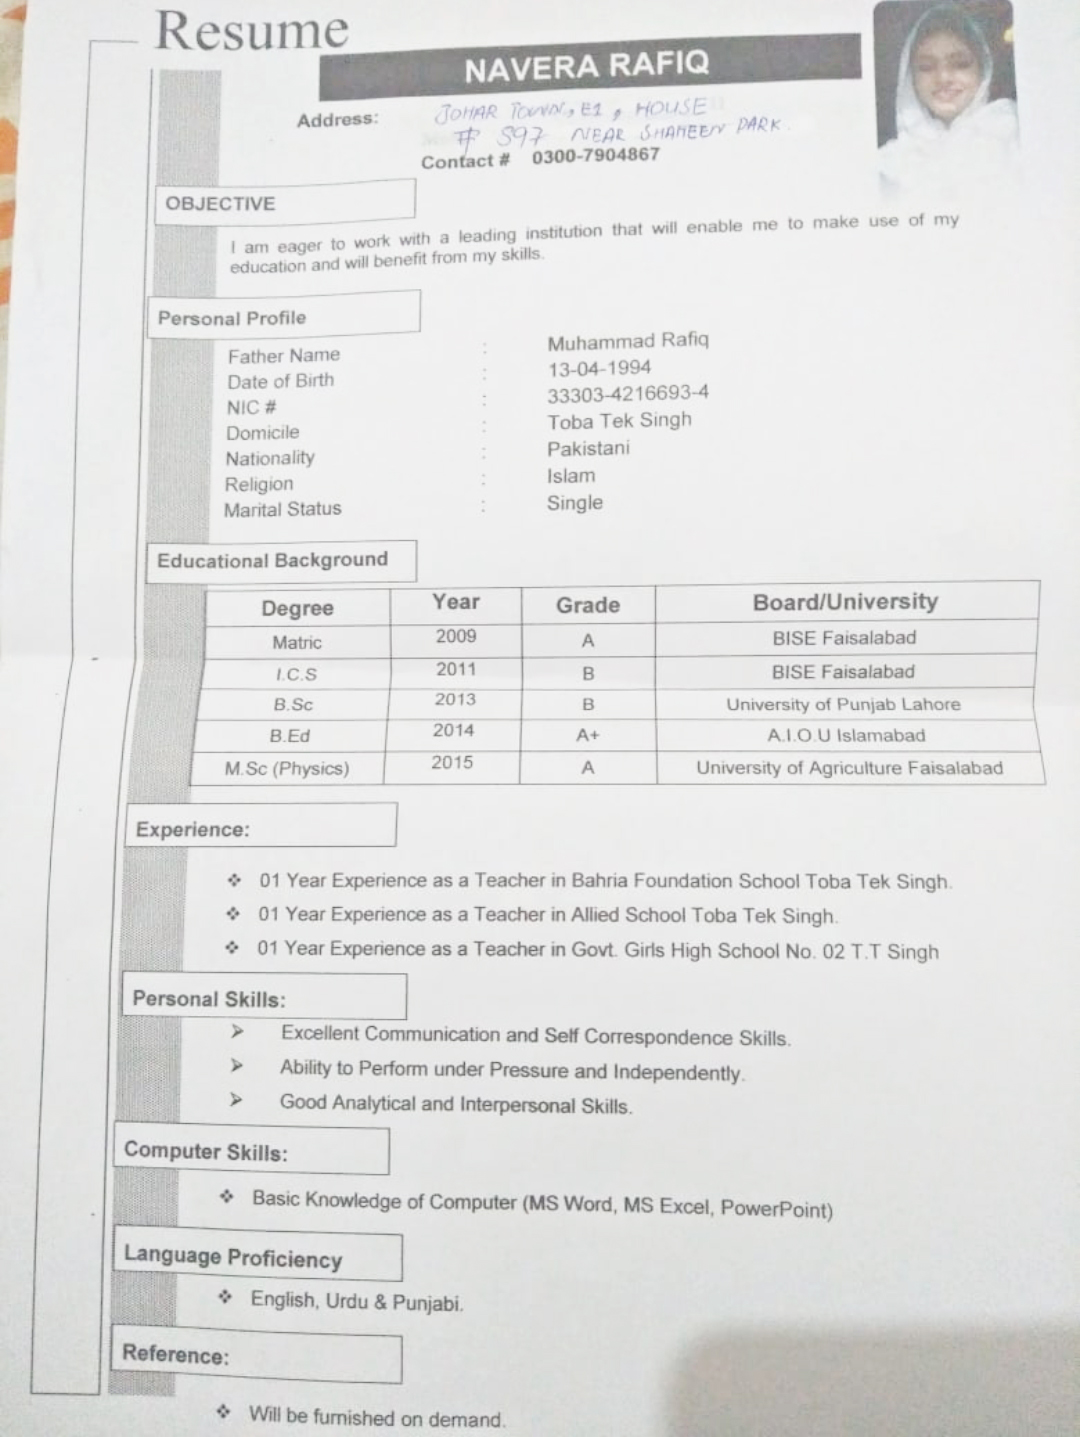 Resume
NAVERA RAFIQ
Address: JOHAR TOWN, E1, HOUSE
# 597 NEAR SHAHEEN PARK.
Contact # 0300-7904867
OBJECTIVE
I am eager to work with a leading institution that will enable me to make use of my
education and will benefit from my skills.
Personal Profile
Father Name : Muhammad Rafiq
Date of Birth : 13-04-1994
NIC # : 33303-4216693-4
Domicile : Toba Tek Singh
Nationality : Pakistani
Religion : Islam
Marital Status : Single
Educational Background
Degree Year Grade Board/University
Matric 2009 A BISE Faisalabad
I.C.S 2011 B BISE Faisalabad
B.Sc 2013 B University of Punjab Lahore
B.Ed 2014 A+ A.I.O.U Islamabad
M.Sc (Physics) 2015 A University of Agriculture Faisalabad
Experience:
❖ 01 Year Experience as a Teacher in Bahria Foundation School Toba Tek Singh.
❖ 01 Year Experience as a Teacher in Allied School Toba Tek Singh.
❖ 01 Year Experience as a Teacher in Govt. Girls High School No. 02 T.T Singh
Personal Skills:
➢ Excellent Communication and Self Correspondence Skills.
➢ Ability to Perform under Pressure and Independently.
➢ Good Analytical and Interpersonal Skills.
Computer Skills:
❖ Basic Knowledge of Computer (MS Word, MS Excel, PowerPoint)
Language Proficiency
❖ English, Urdu & Punjabi.
Reference:
❖ Will be furnished on demand.